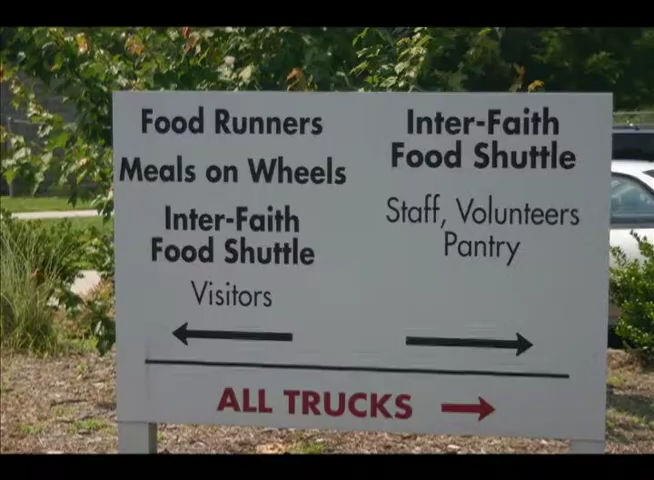 Food Runners
Meals on Wheels
Inter-Faith
Food Shuttle
Visitors
Inter-Faith
Food Shuttle
Staff, Volunteers
Pantry
ALL TRUCKS